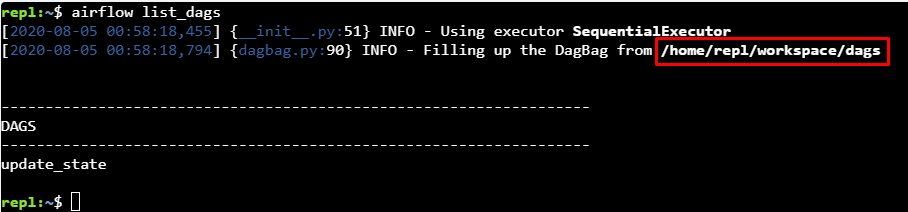 repl:~$ airflow list_dags
[2020-08-05 00:58:18,455] {__init__.py:51} INFO - Using executor SequentialExecutor
[2020-08-05 00:58:18,794] {dagbag.py:90} INFO - Filling up the DagBag from /home/repl/workspace/dags
-------------------------------------------------------------------
DAGS
-------------------------------------------------------------------
update_state
repl:~$